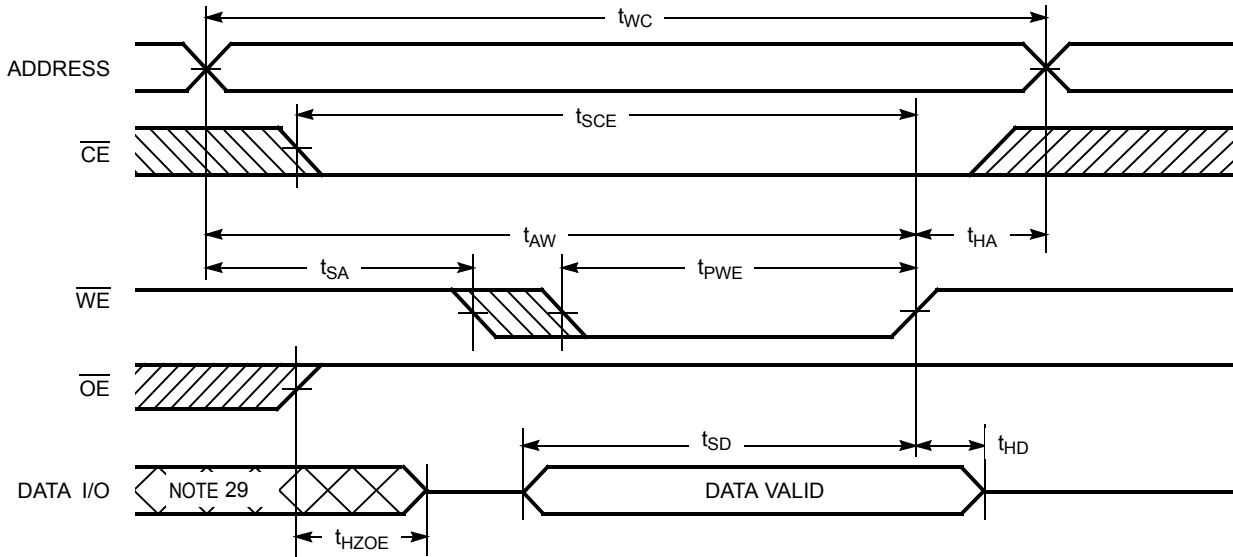 tWC
ADDRESS
tSCE
CE
tAW
tHA
tSA
tPWE
WE
OE
tSD
tHD
DATA I/O
NOTE 29
DATA VALID
tHZOE